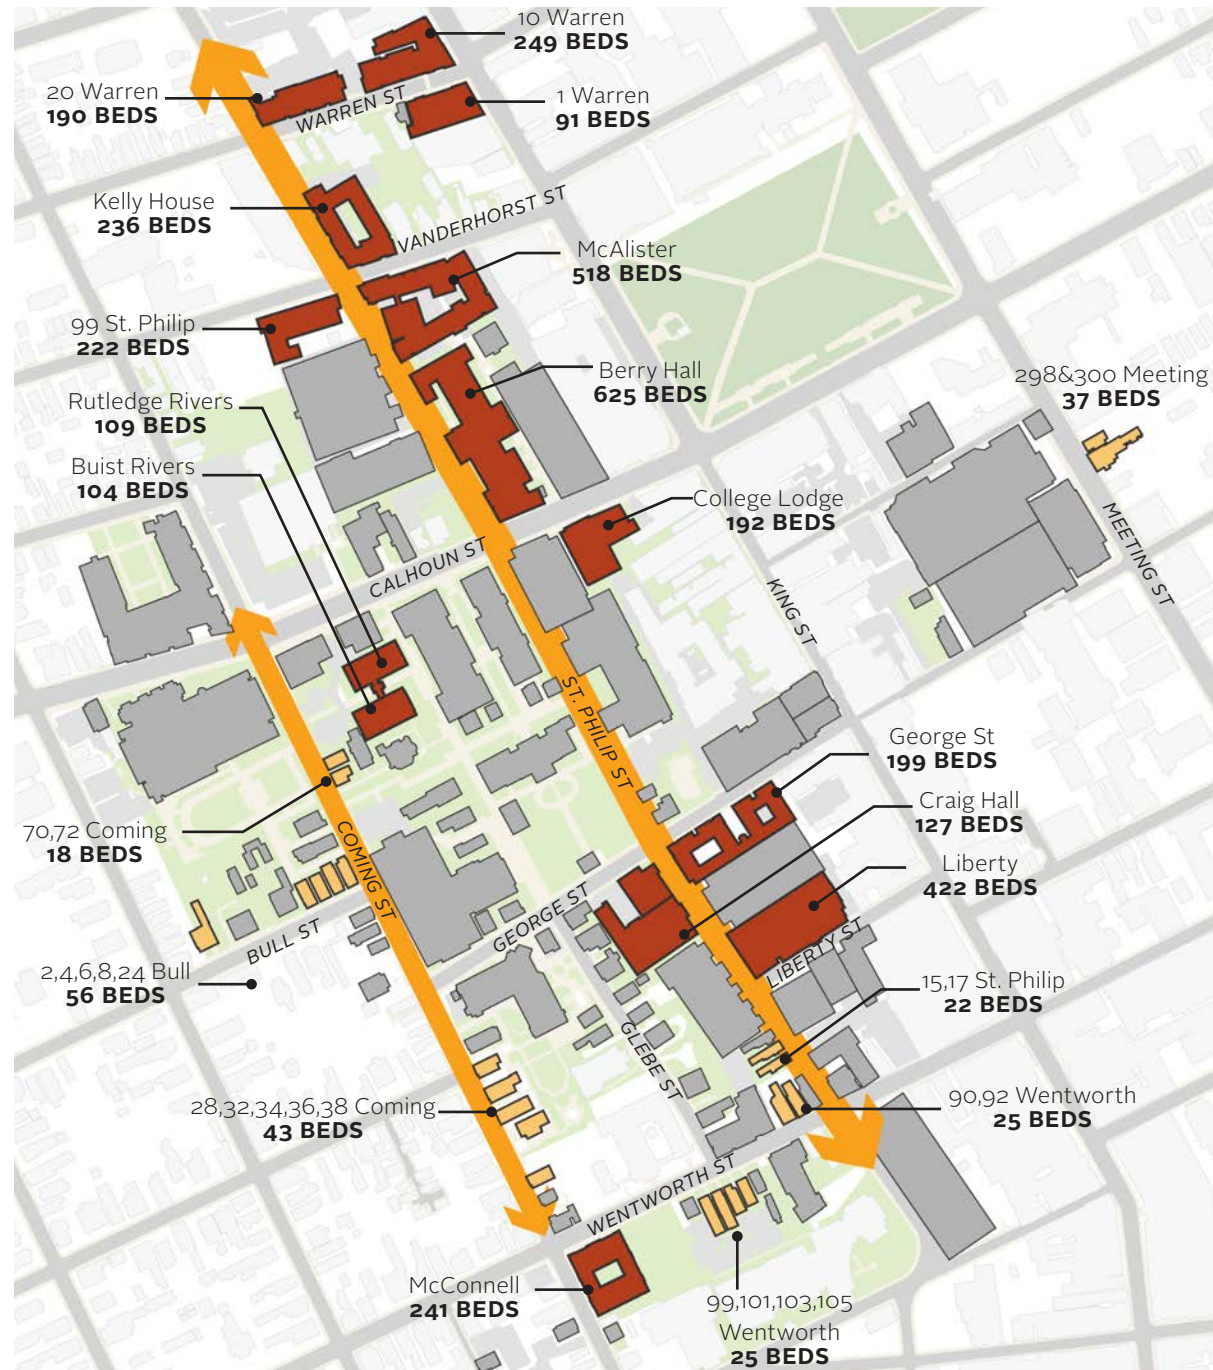 10 Warren
249 BEDS
20 Warren
190 BEDS
WARREN ST
1 Warren
91 BEDS
Kelly House
236 BEDS
VANDERHORST ST
McAlister
518 BEDS
99 St. Philip
222 BEDS
Berry Hall
625 BEDS
298&300 Meeting
37 BEDS
Rutledge Rivers
109 BEDS
Buist Rivers
104 BEDS
College Lodge
192 BEDS
MEETING ST
CALHOUN ST
KING ST
ST. PHILIP ST
George St
199 BEDS
Craig Hall
127 BEDS
70,72 Coming
18 BEDS
COMING ST
Liberty
422 BEDS
GEORGE ST
BULL ST
LIBERTY ST
2,4,6,8,24 Bull
56 BEDS
15,17 St. Philip
22 BEDS
GLEBE ST
28,32,34,36,38 Coming
43 BEDS
90,92 Wentworth
25 BEDS
WENTWORTH ST
McConnell
241 BEDS
99,101,103,105
Wentworth
25 BEDS